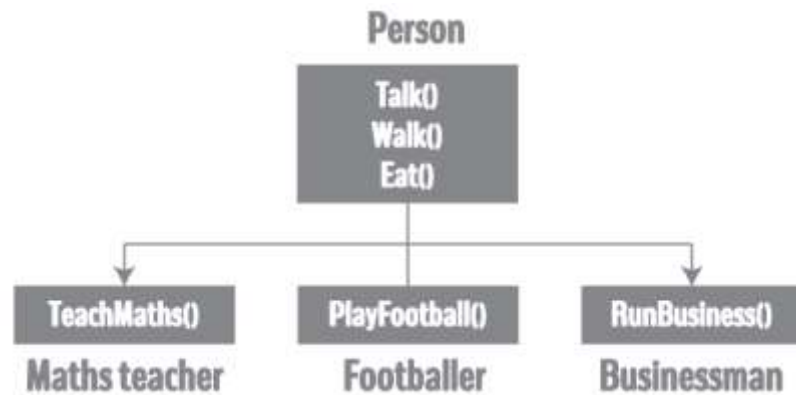 Person
Talk()
Walk()
Eat()
TeachMaths()
PlayFootball()
RunBusiness()
Maths teacher
Footballer
Businessman